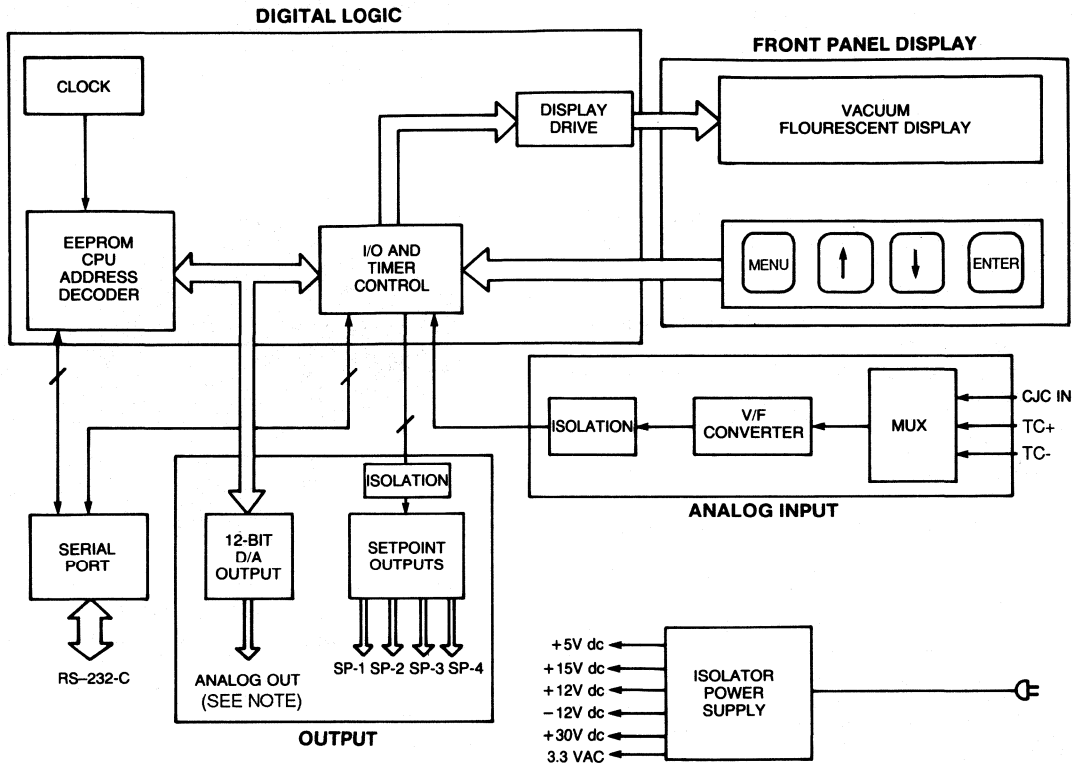 DIGITAL LOGIC
CLOCK
EEPROM
CPU
ADDRESS
DECODER
I/O AND
TIMER
CONTROL
DISPLAY
DRIVE
FRONT PANEL DISPLAY
VACUUM
FLOURESCENT DISPLAY
MENU
ENTER
ISOLATION
V/F
CONVERTER
MUX
CJC IN
TC+
TC-
ANALOG INPUT
SERIAL
PORT
RS-232-C
ISOLATION
12-BIT
D/A
OUTPUT
SETPOINT
OUTPUTS
ANALOG OUT
(SEE NOTE)
SP-1 SP-2 SP-3 SP-4
OUTPUT
+5V dc
+15V dc
+12V dc
-12V dc
+30V dc
3.3 VAC
ISOLATOR
POWER
SUPPLY